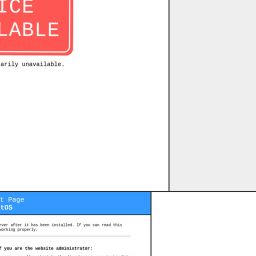 ICE
LABLE
arily unavailable.
t Page
tOS
rver after it has been installed. If you can read this
working properly.
f you are the website administrator: